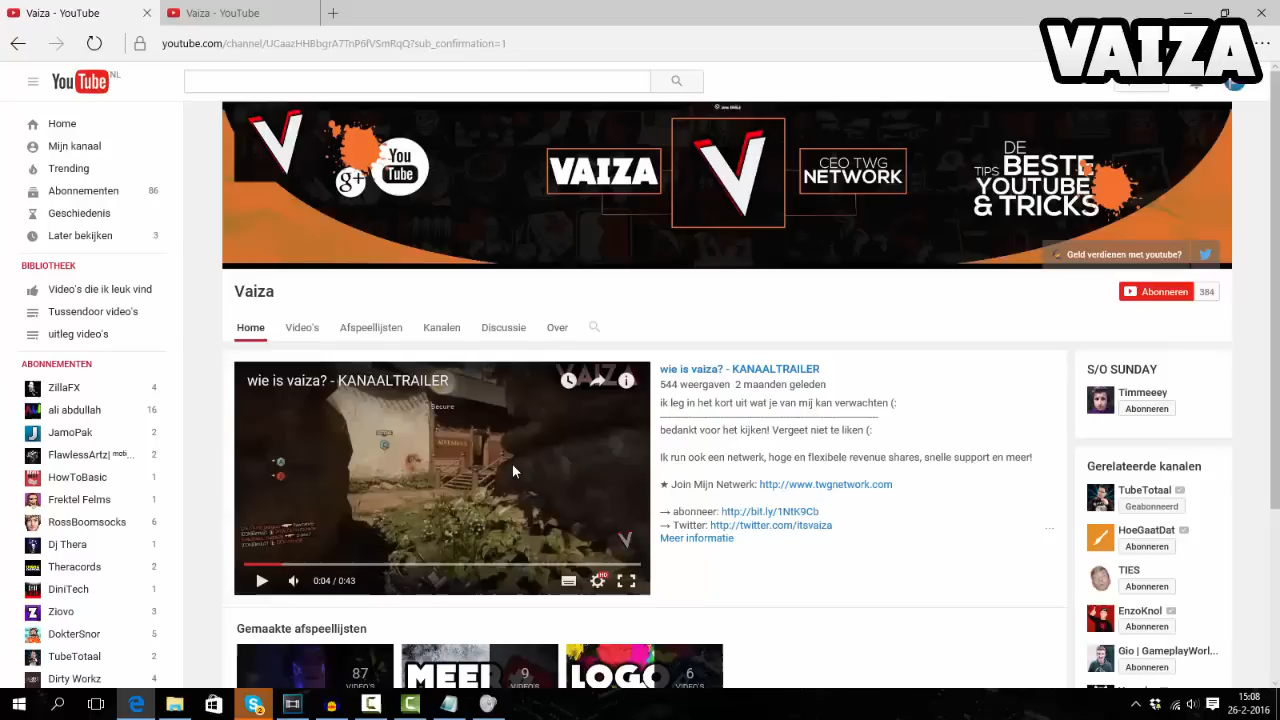 Vaiza - YouTube
Vaiza - YouTube
youtube.com/channel/UCaazHHBbgrA7TnP6fVSmRqQ?sub_confirmation=1
VAIZA
YouTube NL
Home
Mijn kanaal
Trending
Abonnementen 86
Geschiedenis
Later bekijken 3
BIBLIOTHEEK
Video's die ik leuk vind
Tussendoor video's
uitleg video's
ABONNEMENTEN
ZillaFX 4
ali abdullah 16
JamoPak 2
FlawlessArtz| ... 2
HowToBasic 1
Frektel Felms 1
RossBoomsocks 6
Dj Thera 1
Theracords 2
DiniTech 1
Ziovo 3
DokterSnor 5
TubeTotaal 2
Dirty Workz 4
g+
You
Tube
VAIZA
V
CEO TWG
NETWORK
DE
TIPS BESTE
YOUTUBE
& TRICKS
Geld verdienen met youtube?
Vaiza
Abonneren 384
Home Video's Afspeellijsten Kanalen Discussie Over
wie is vaiza? - KANAALTRAILER
Secure
0:04 / 0:43
HD
wie is vaiza? - KANAALTRAILER
544 weergaven 2 maanden geleden
ik leg in het kort uit wat je van mij kan verwachten (:
bedankt voor het kijken! Vergeet niet te liken (:
Ik run ook een netwerk, hoge en flexibele revenue shares, snelle support en meer!
★ Join Mijn Netwerk: http://www.twgnetwork.com
→ abonneer: http://bit.ly/1NtK9Cb
→ Twitter: http://twitter.com/itsvaiza
...
Meer informatie
S/O SUNDAY
Timmeeey
Abonneren
Gerelateerde kanalen
TubeTotaal
Geabonneerd
HoeGaatDat
Abonneren
TIES
Abonneren
EnzoKnol
Abonneren
Gio | GameplayWorl...
Abonneren
Gemaakte afspeellijsten
87
VIDEO'S
MEER
9
VIDEO'S
LOGO
6
VIDEO'S
15:08
26-2-2016